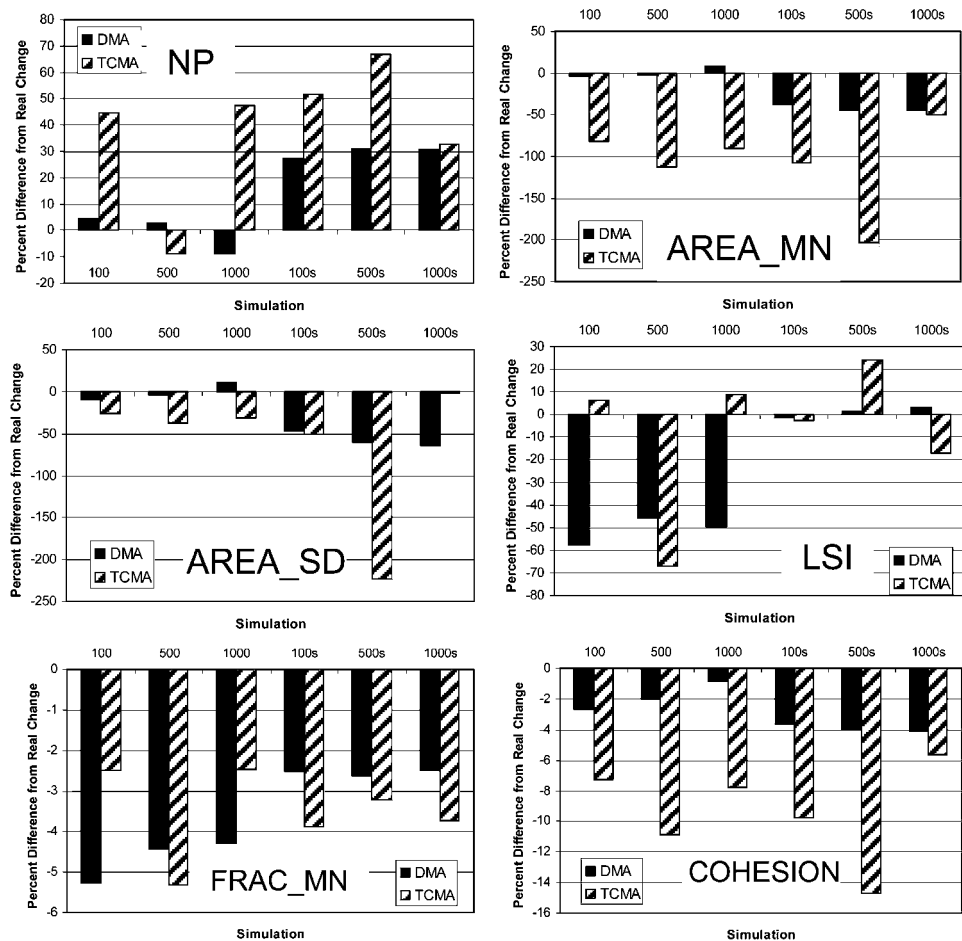 Percent Difference from Real Change
80
70
60
50
40
30
20
10
0
-10
-20
DMA
TCMA
NP
100 500 1000 100s 500s 1000s
Simulation
100 500 1000 100s 500s 1000s
Percent Difference from Real Change
50
0
-50
-100
-150
-200
-250
DMA
TCMA
AREA_MN
Simulation
100 500 1000 100s 500s 1000s
Percent Difference from Real Change
50
0
-50
-100
-150
-200
-250
DMA
TCMA
AREA_SD
Simulation
100 500 1000 100s 500s 1000s
Percent Difference from Real Change
30
20
10
0
-10
-20
-30
-40
-50
-60
-70
-80
LSI
DMA
TCMA
Simulation
100 500 1000 100s 500s 1000s
Percent Difference from Real Change
0
-1
-2
-3
-4
-5
-6
FRAC_MN
DMA
TCMA
Simulation
100 500 1000 100s 500s 1000s
Percent Difference from Real Change
0
-2
-4
-6
-8
-10
-12
-14
-16
COHESION
DMA
TCMA
Simulation